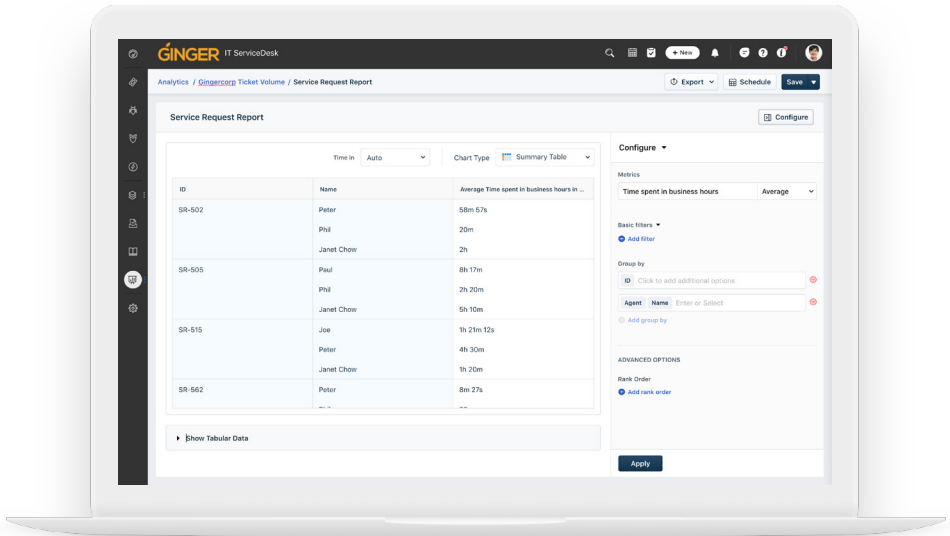 GINGER IT ServiceDesk
+ New
Analytics / Gingercorp Ticket Volume / Service Request Report
Export
Schedule
Save
Service Request Report
Configure
Time in Auto
Chart Type Summary Table
ID Name Average Time spent in business hours in ...
SR-502 Peter 58m 57s
Phil 20m
Janet Chow 2h
SR-505 Paul 8h 17m
Phil 2h 20m
Janet Chow 5h 10m
SR-515 Joe 1h 21m 12s
Peter 4h 30m
Janet Chow 1h 20m
SR-562 Peter 8m 27s
Show Tabular Data
Configure
Metrics
Time spent in business hours Average
Basic filters
Add filter
Group by
ID Click to add additional options
Agent Name Enter or Select
Add group by
ADVANCED OPTIONS
Rank Order
Add rank order
Apply